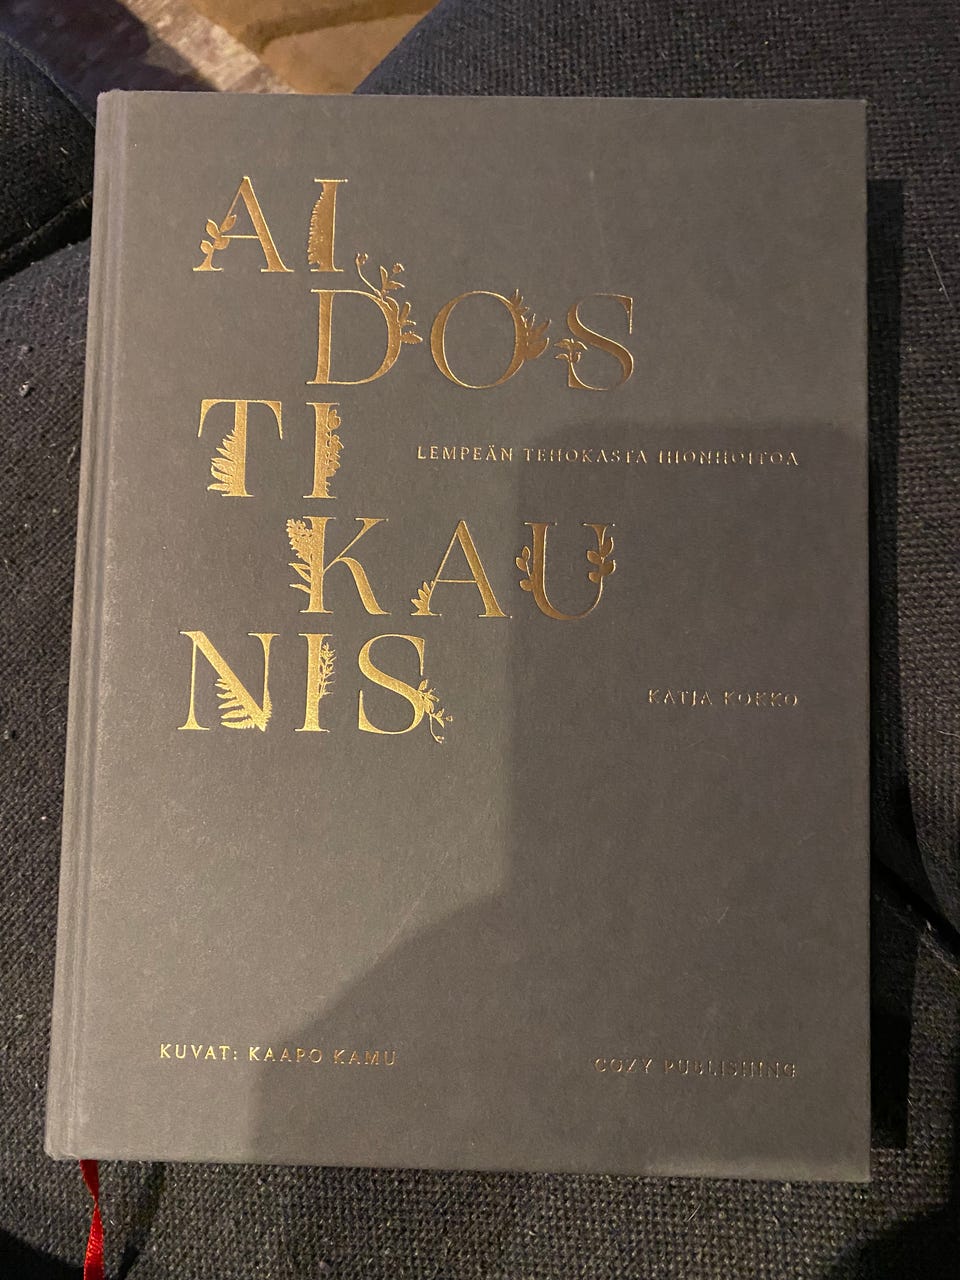 AI
DOS
TI
LEMPEÄN TEHOKASTA IHONHOITOA
KAU
NIS
KATJA KOKKO
KUVAT: KAAPO KAMU
COZY PUBLISHING